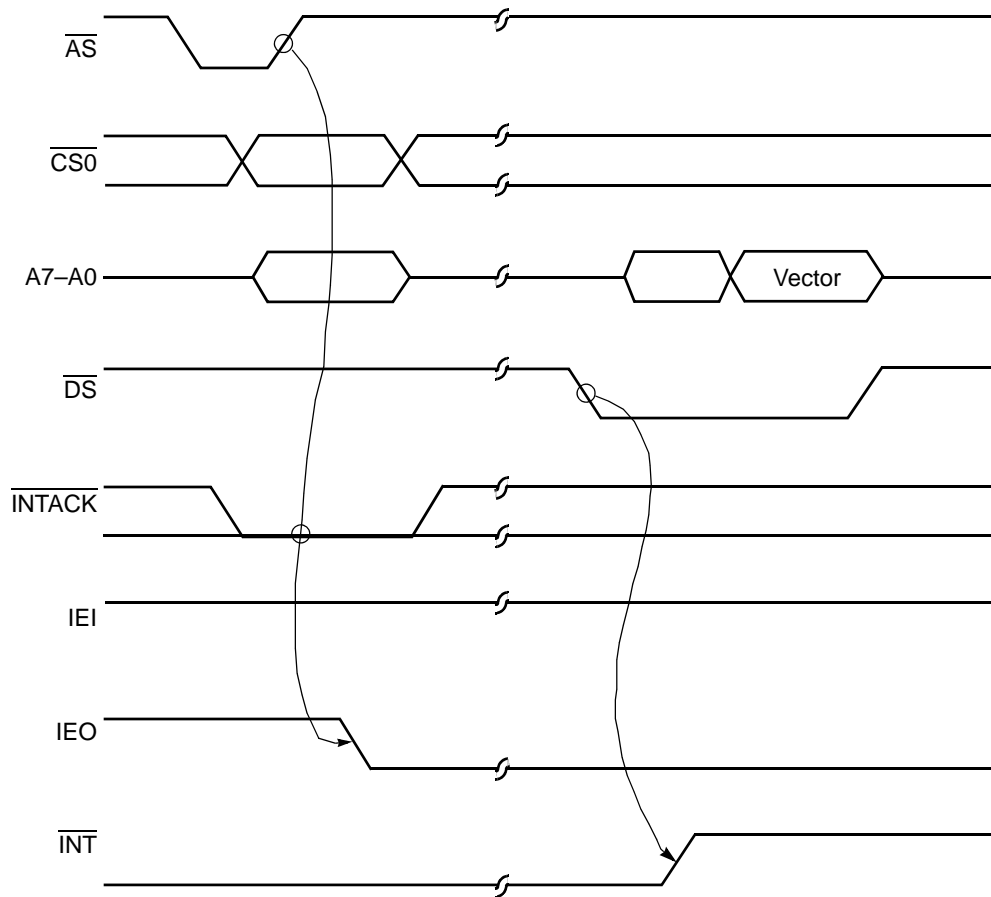 AS
CS0
A7–A0
Vector
DS
INTACK
IEI
IEO
INT